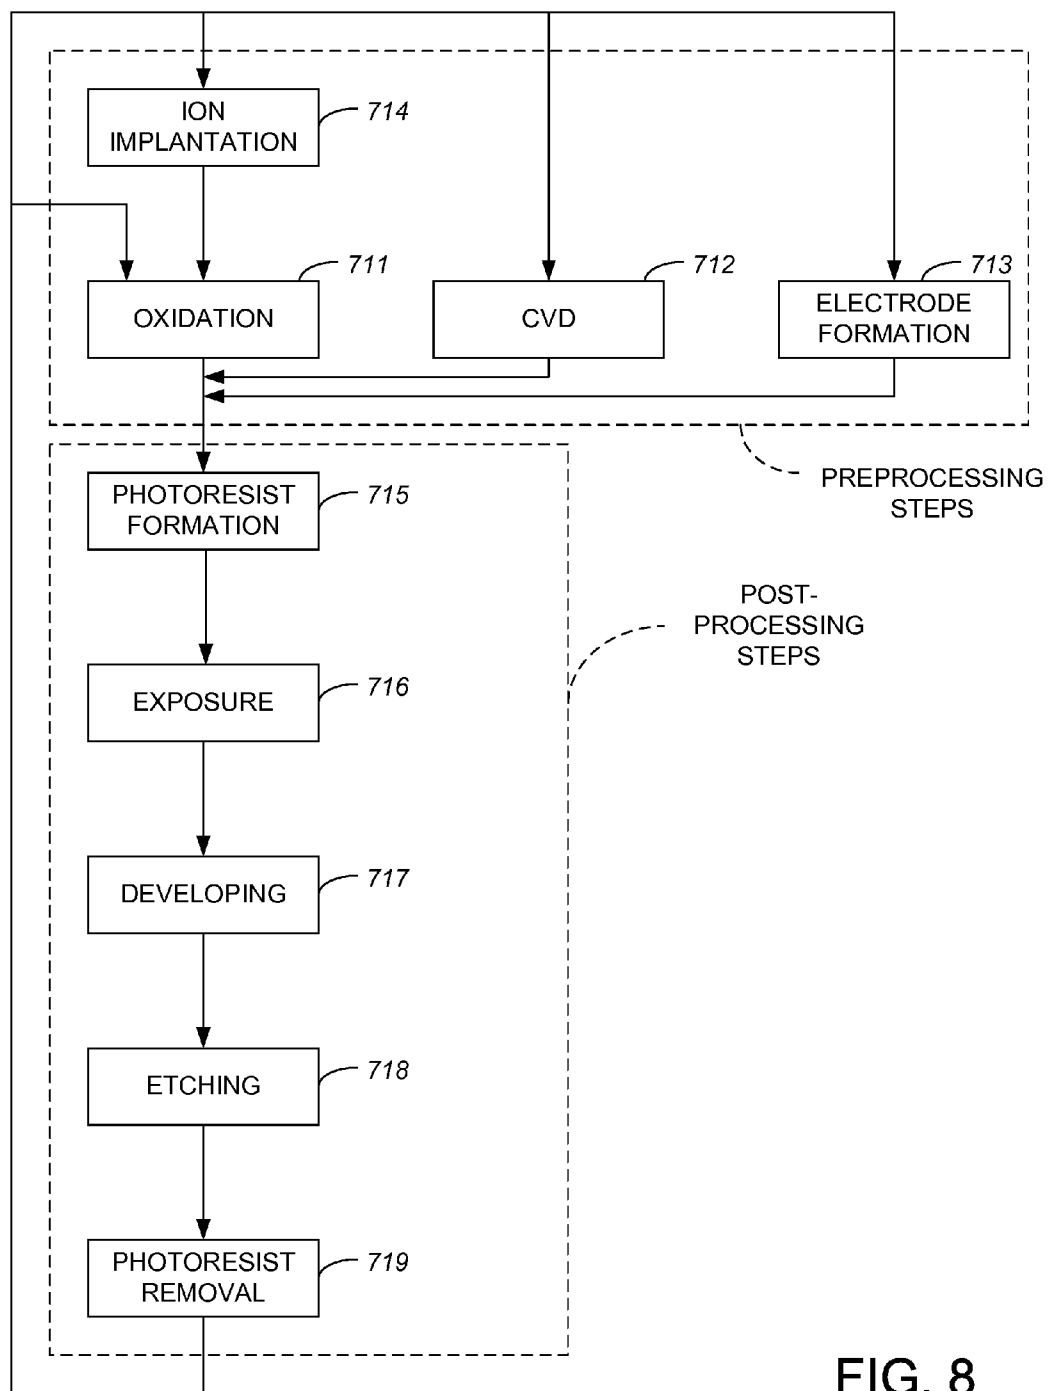 ION
IMPLANTATION
714
711
712
713
OXIDATION
CVD
ELECTRODE
FORMATION
PREPROCESSING
STEPS
PHOTORESIST
FORMATION
715
POST-
PROCESSING
STEPS
EXPOSURE
716
DEVELOPING
717
ETCHING
718
PHOTORESIST
REMOVAL
719
FIG. 8